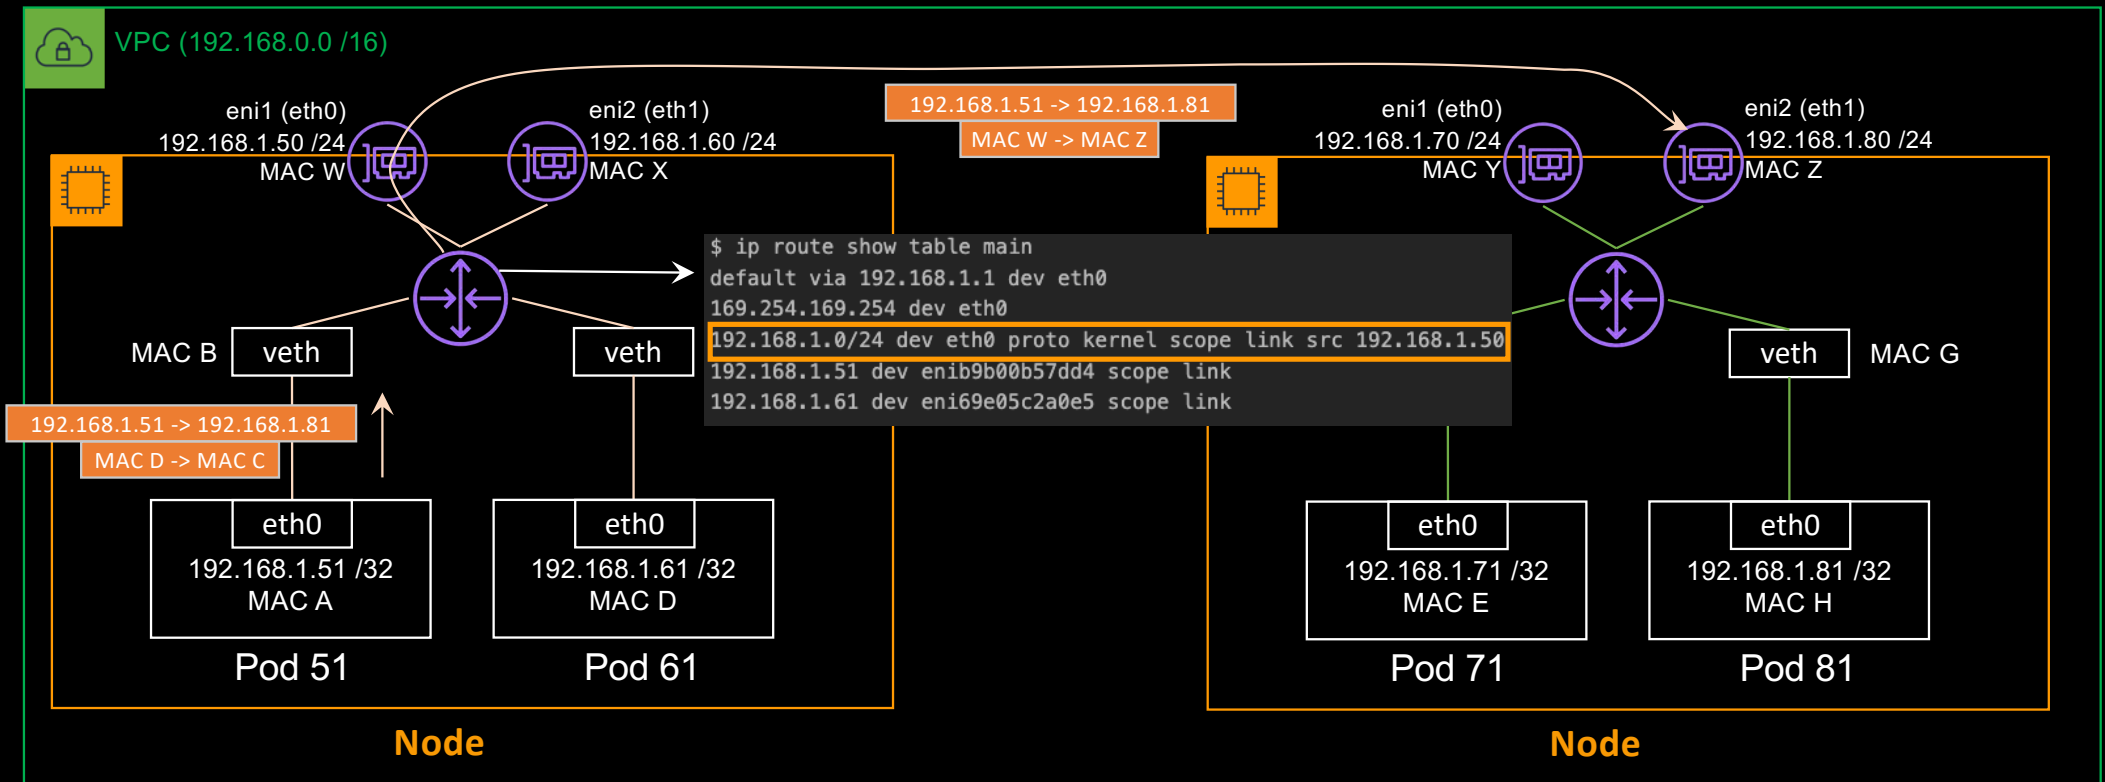 VPC (192.168.0.0 /16)
eni1 (eth0)
192.168.1.50 /24
MAC W
eni2 (eth1)
192.168.1.60 /24
MAC X
192.168.1.51 -> 192.168.1.81
MAC W -> MAC Z
eni1 (eth0)
192.168.1.70 /24
MAC Y
eni2 (eth1)
192.168.1.80 /24
MAC Z
$ ip route show table main
default via 192.168.1.1 dev eth0
169.254.169.254 dev eth0
192.168.1.0/24 dev eth0 proto kernel scope link src 192.168.1.50
192.168.1.51 dev enib9b00b57dd4 scope link
192.168.1.61 dev eni69e05c2a0e5 scope link
MAC B
veth
veth
veth
MAC G
192.168.1.51 -> 192.168.1.81
MAC D -> MAC C
eth0
192.168.1.51 /32
MAC A
Pod 51
eth0
192.168.1.61 /32
MAC D
Pod 61
eth0
192.168.1.71 /32
MAC E
Pod 71
eth0
192.168.1.81 /32
MAC H
Pod 81
Node
Node